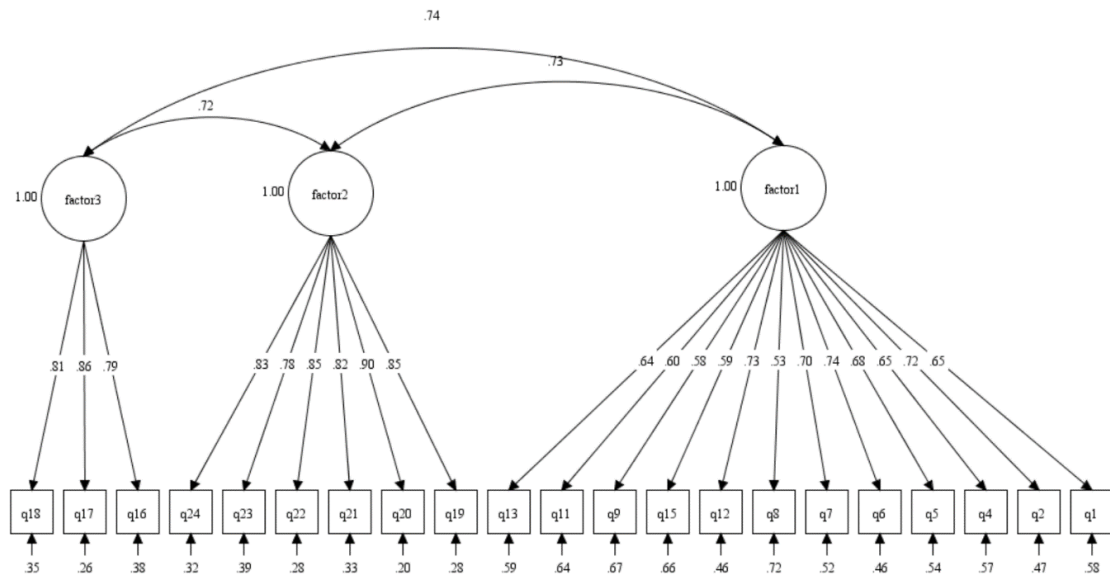 .74
.73
.72
1.00 factor3 1.00 factor2 1.00 factor1
.81 .86 .79 .83 .78 .85 .82 .90 .85 .64 .60 .58 .59 .73 .53 .70 .74 .68 .65 .72 .65
q18 q17 q16 q24 q23 q22 q21 q20 q19 q13 q11 q9 q15 q12 q8 q7 q6 q5 q4 q2 q1
.35 .26 .38 .32 .39 .28 .33 .20 .28 .59 .64 .67 .66 .46 .72 .52 .46 .54 .57 .47 .58